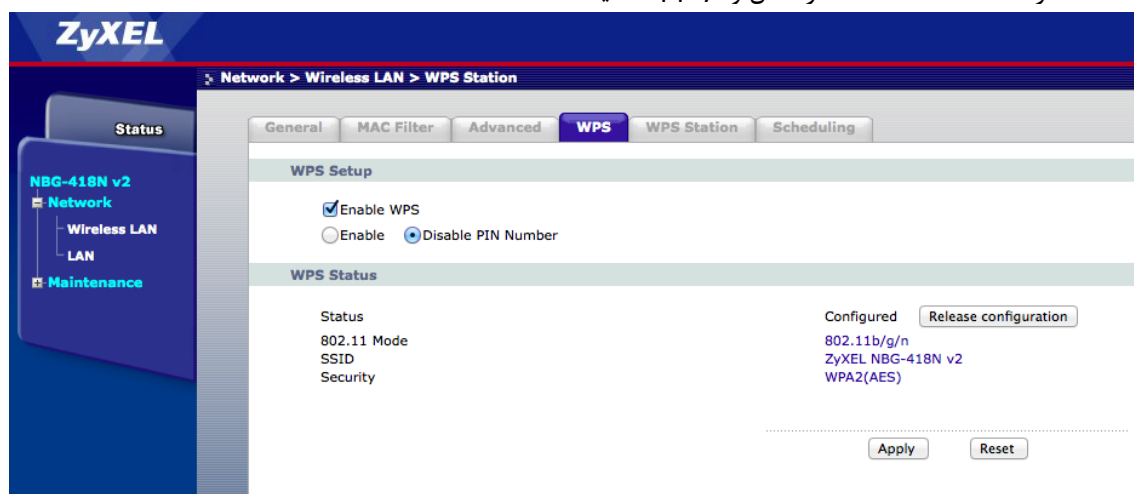 ZyXEL
Network > Wireless LAN > WPS Station
Status
General MAC Filter Advanced WPS WPS Station Scheduling
WPS Setup
NBG-418N v2
Network
Wireless LAN
LAN
Maintenance
Enable WPS
Enable Disable PIN Number
WPS Status
Status Configured Release configuration
802.11 Mode 802.11b/g/n
SSID ZyXEL NBG-418N v2
Security WPA2(AES)
Apply Reset